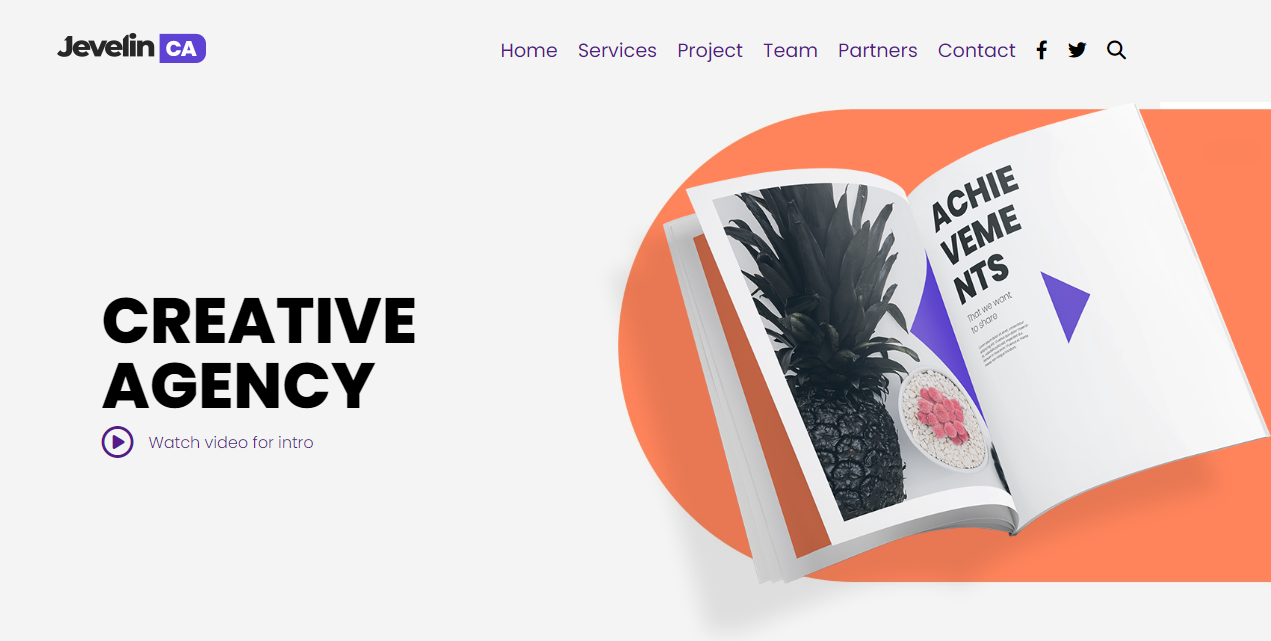 Jevelin CA
Home Services Project Team Partners Contact
CREATIVE
AGENCY
Watch video for intro
ACHIE
VEME
NTS
That we want
to share